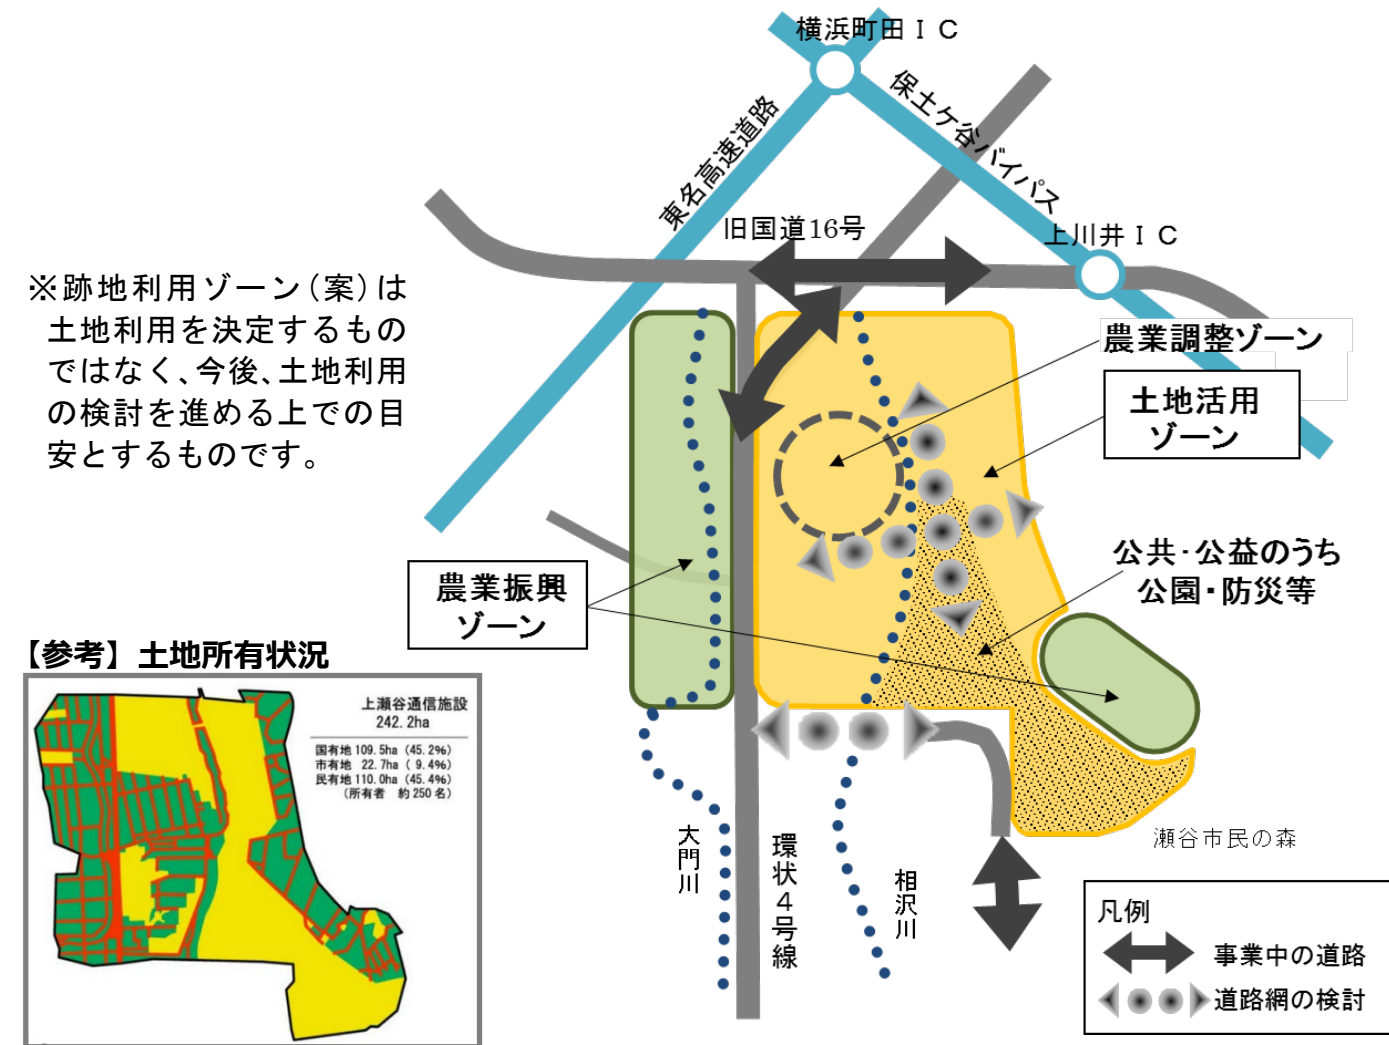 横浜町田ＩＣ
保土ケ谷バイパス
東名高速道路
旧国道16号
上川井ＩＣ
※跡地利用ゾーン（案）は
土地利用を決定するもの
ではなく、今後、土地利用
の検討を進める上での目
安とするものです。
農業調整ゾーン
土地活用
ゾーン
公共・公益のうち
公園・防災等
農業振興
ゾーン
【参考】土地所有状況
上瀬谷通信施設
242.2ha
国有地 109.5ha（45.2%）
市有地 22.7ha（ 9.4%）
民有地 110.0ha（45.4%）
（所有者 約250名）
大門川
環状４号線
相沢川
瀬谷市民の森
凡例
事業中の道路
道路網の検討